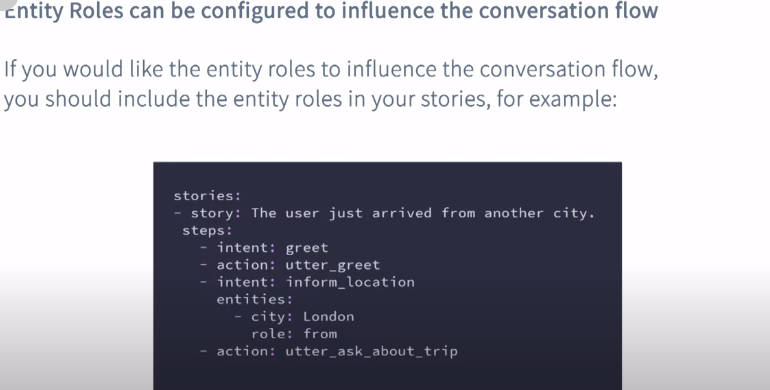 Entity Roles can be configured to influence the conversation flow
If you would like the entity roles to influence the conversation flow,
you should include the entity roles in your stories, for example:
stories:
- story: The user just arrived from another city.
steps:
- intent: greet
- action: utter_greet
- intent: inform_location
entities:
- city: London
role: from
- action: utter_ask_about_trip